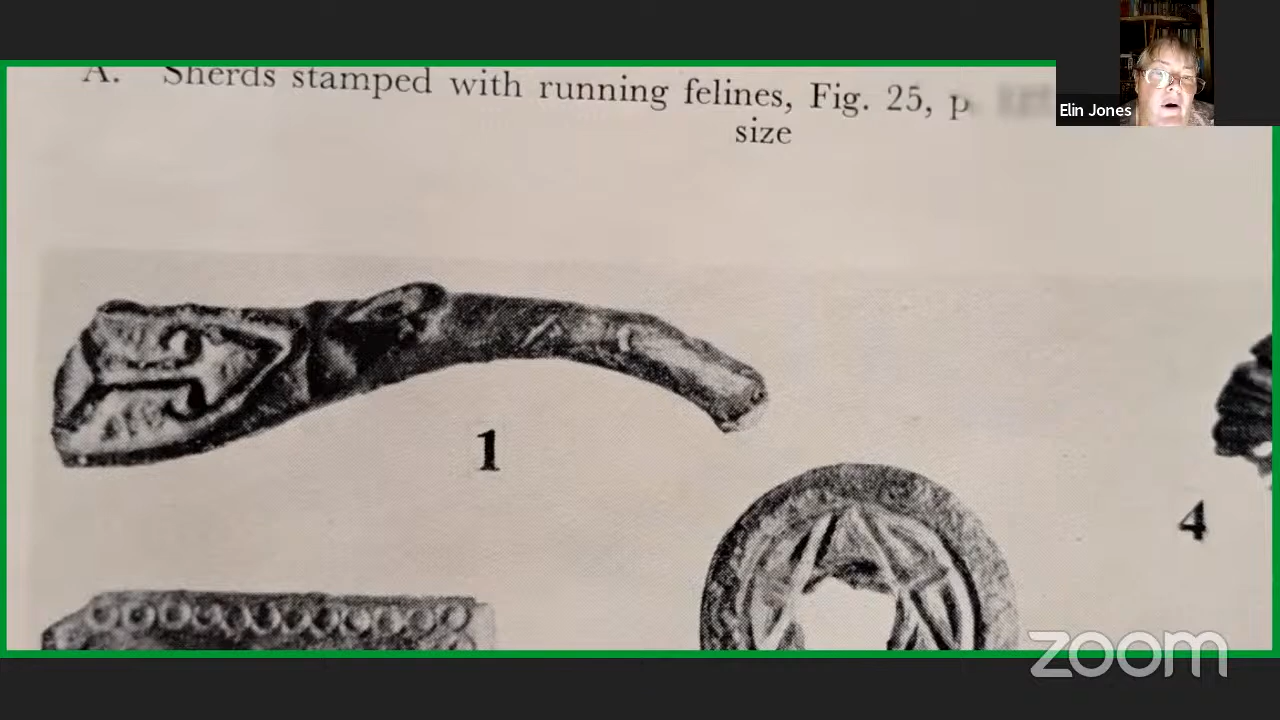 A. Sherds stamped with running felines, Fig. 25, p
size
Elin Jones
1
4
zoom